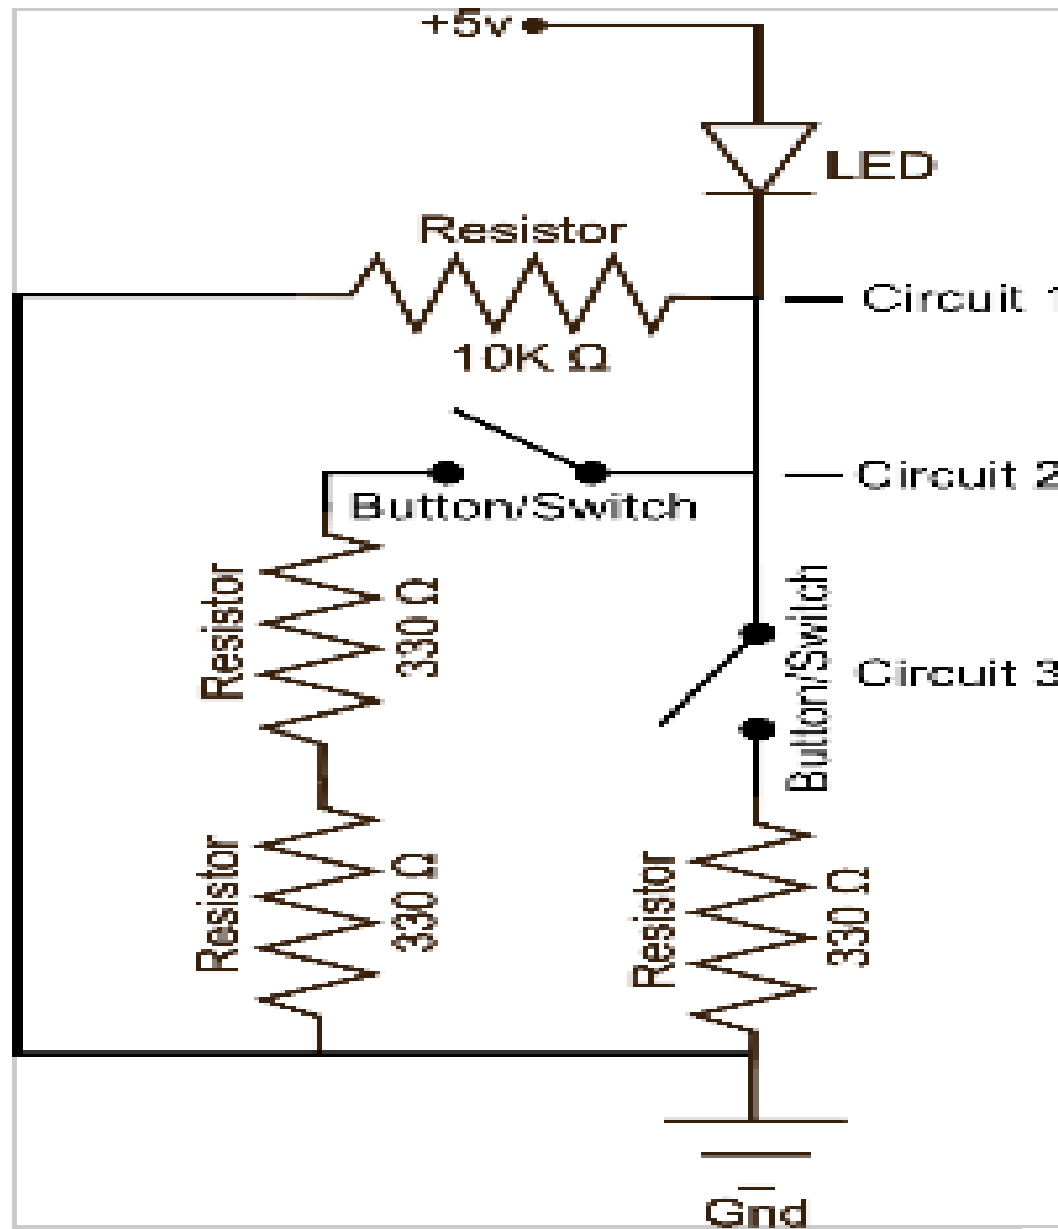 +5v
LED
Resistor
Circuit 1
10K Ω
Circuit 2
Button/Switch
Resistor
330 Ω
Button/Switch
Circuit 3
Resistor
330 Ω
Resistor
330 Ω
Gnd